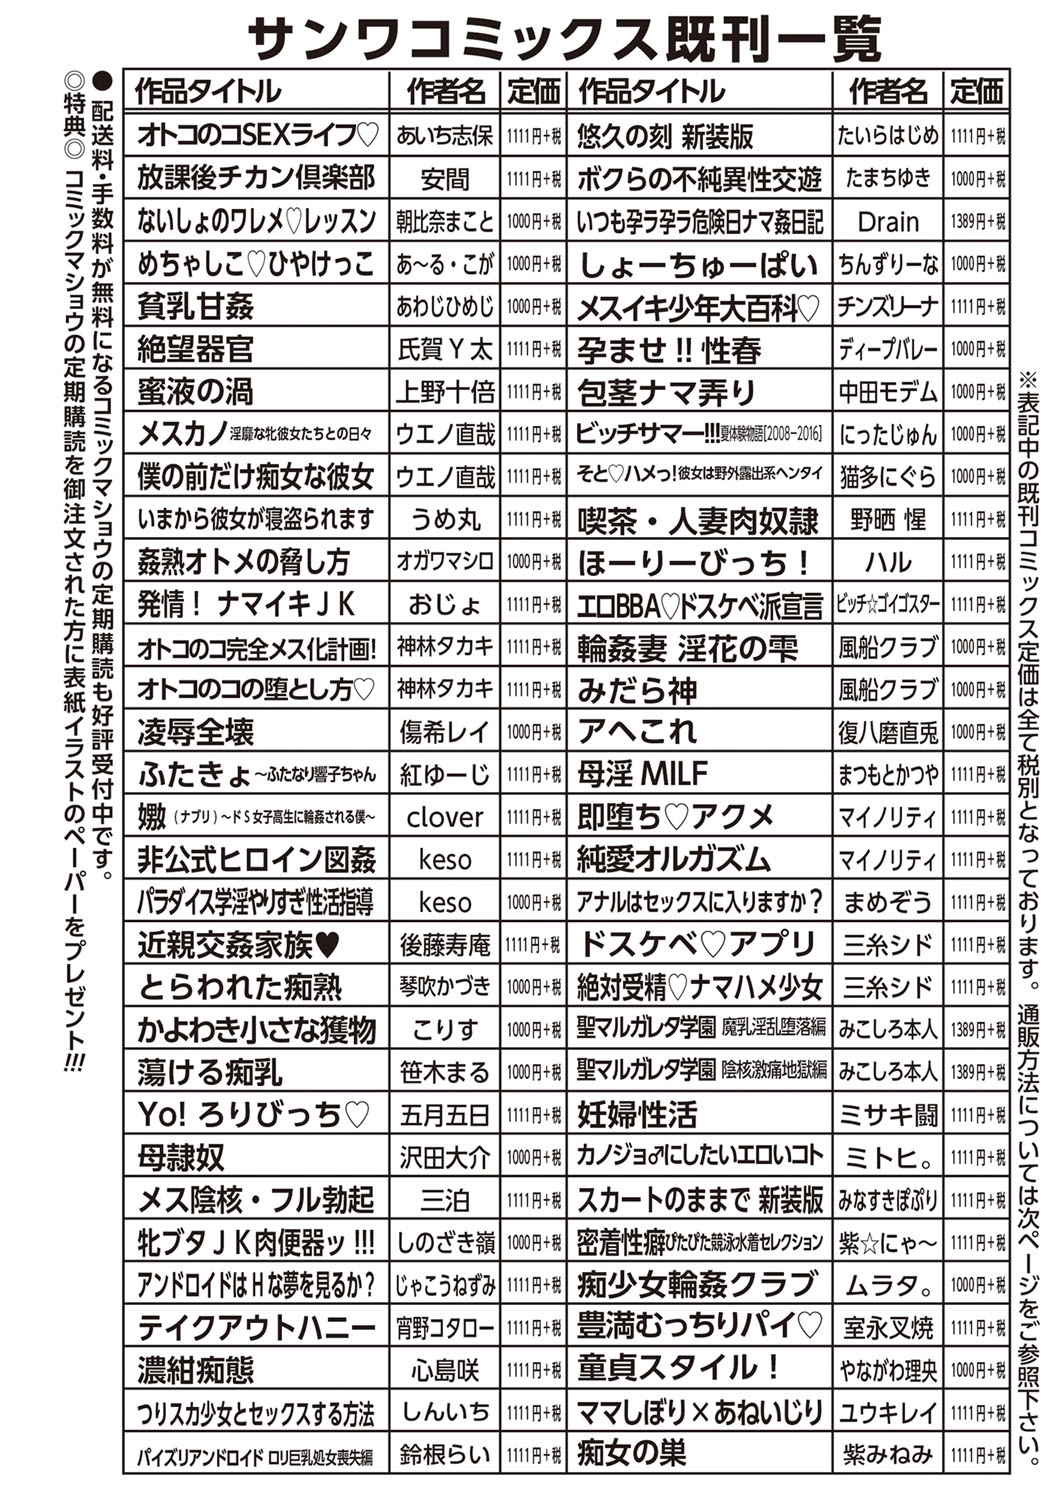 サンワコミックス既刊一覧
作品タイトル 作者名 定価 作品タイトル 作者名 定価
オトコのコSEXライフ♡ あいち志保 1111円+税 悠久の刻 新装版 たいらはじめ 1111円+税
放課後チカン倶楽部 安間 1111円+税 ボクらの不純異性交遊 たまちゆき 1000円+税
ないしょのワレメ♡レッスン 朝比奈まこと 1000円+税 いつも孕ラ孕ラ危険日ナマ姦日記 Drain 1389円+税
めちゃしこ♡ひやけっこ あ〜る・こが 1000円+税 しょーちゅーぱい ちんずりーな 1000円+税
貧乳甘姦 あわじひめじ 1000円+税 メスイキ少年大百科♡ チンズリーナ 1111円+税
絶望器官 氏賀Y太 1111円+税 孕ませ!!性春 ディープバレー 1000円+税
蜜液の渦 上野十倍 1111円+税 包茎ナマ弄り 中田モデム 1000円+税
メスカノ 淫靡な牝彼女たちとの日々 ウエノ直哉 1111円+税 ビッチサマー!!!夏体験物語[2008−2016] にったじゅん 1000円+税
僕の前だけ痴女な彼女 ウエノ直哉 1111円+税 そと♡ハメっ!彼女は野外露出系ヘンタイ 猫多にぐら 1000円+税
いまから彼女が寝盗られます うめ丸 1111円+税 喫茶・人妻肉奴隷 野晒 惺 1111円+税
姦熟オトメの脅し方 オガワマシロ 1000円+税 ほーりーびっち! ハル 1111円+税
発情!ナマイキJK おじょ 1111円+税 エロBBA♡ドスケベ派宣言 ビッチ☆ゴイゴスター 1111円+税
オトコのコ完全メス化計画! 神林タカキ 1111円+税 輪姦妻 淫花の雫 風船クラブ 1000円+税
オトコのコの堕とし方♡ 神林タカキ 1111円+税 みだら神 風船クラブ 1000円+税
凌辱全壊 傷希レイ 1000円+税 アヘこれ 復八磨直兎 1000円+税
ふたきょ〜ふたなり響子ちゃん 紅ゆーじ 1111円+税 母淫MILF まつもとかつや 1111円+税
嫐(ナブリ)〜ドS女子高生に輪姦される僕〜 clover 1111円+税 即堕ち♡アクメ マイノリティ 1111円+税
非公式ヒロイン図姦 keso 1111円+税 純愛オルガズム マイノリティ 1111円+税
パラダイス学淫やりすぎ性活指導 keso 1000円+税 アナルはセックスに入りますか? まめぞう 1111円+税
近親交姦家族♥ 後藤寿庵 1111円+税 ドスケベ♡アプリ 三糸シド 1111円+税
とらわれた痴熟 琴吹かづき 1000円+税 絶対受精♡ナマハメ少女 三糸シド 1111円+税
かよわき小さな獲物 こりす 1000円+税 聖マルガレタ学園 魔乳淫乱堕落編 みこしろ本人 1389円+税
蕩ける痴乳 笹木まる 1000円+税 聖マルガレタ学園 陰核激痛地獄編 みこしろ本人 1389円+税
Yo!ろりびっち♡ 五月五日 1111円+税 妊婦性活 ミサキ闘 1111円+税
母隷奴 沢田大介 1000円+税 カノジョ♂にしたいエロいコト ミトヒ。 1111円+税
メス陰核・フル勃起 三泊 1111円+税 スカートのままで 新装版 みなすきぽぷり 1111円+税
牝ブタJK肉便器ッ!!! しのざき嶺 1000円+税 密着性癖ぴたぴた競泳水着セレクション 紫☆にゃ〜 1111円+税
アンドロイドはHな夢を見るか? じゃこうねずみ 1111円+税 痴少女輪姦クラブ ムラタ。 1000円+税
テイクアウトハニー 宵野コタロー 1111円+税 豊満むっちりパイ♡ 室永叉焼 1111円+税
濃紺痴態 心島咲 1111円+税 童貞スタイル! やながわ理央 1000円+税
つりスカ少女とセックスする方法 しんいち 1111円+税 ママしぼり×あねいじり ユウキレイ 1111円+税
パイズリアンドロイド ロリ巨乳処女喪失編 鈴根らい 1111円+税 痴女の巣 紫みねみ 1111円+税
※表記中の既刊コミックス定価は全て税別となっております。通販方法については次ページをご参照下さい。
●配送料・手数料が無料になるコミックマショウの定期購読も好評受付中です。
◎特典◎ コミックマショウの定期購読を御注文された方に表紙イラストのペーパーをプレゼント!!!